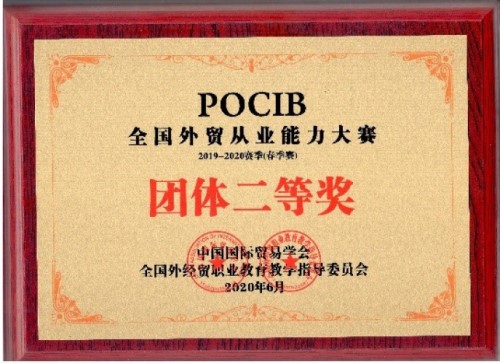 POCIB
全国外贸从业能力大赛
2019-2020赛季(春季赛)
团体二等奖
中国国际贸易学会
全国外经贸职业教育教学指导委员会
2020年6月